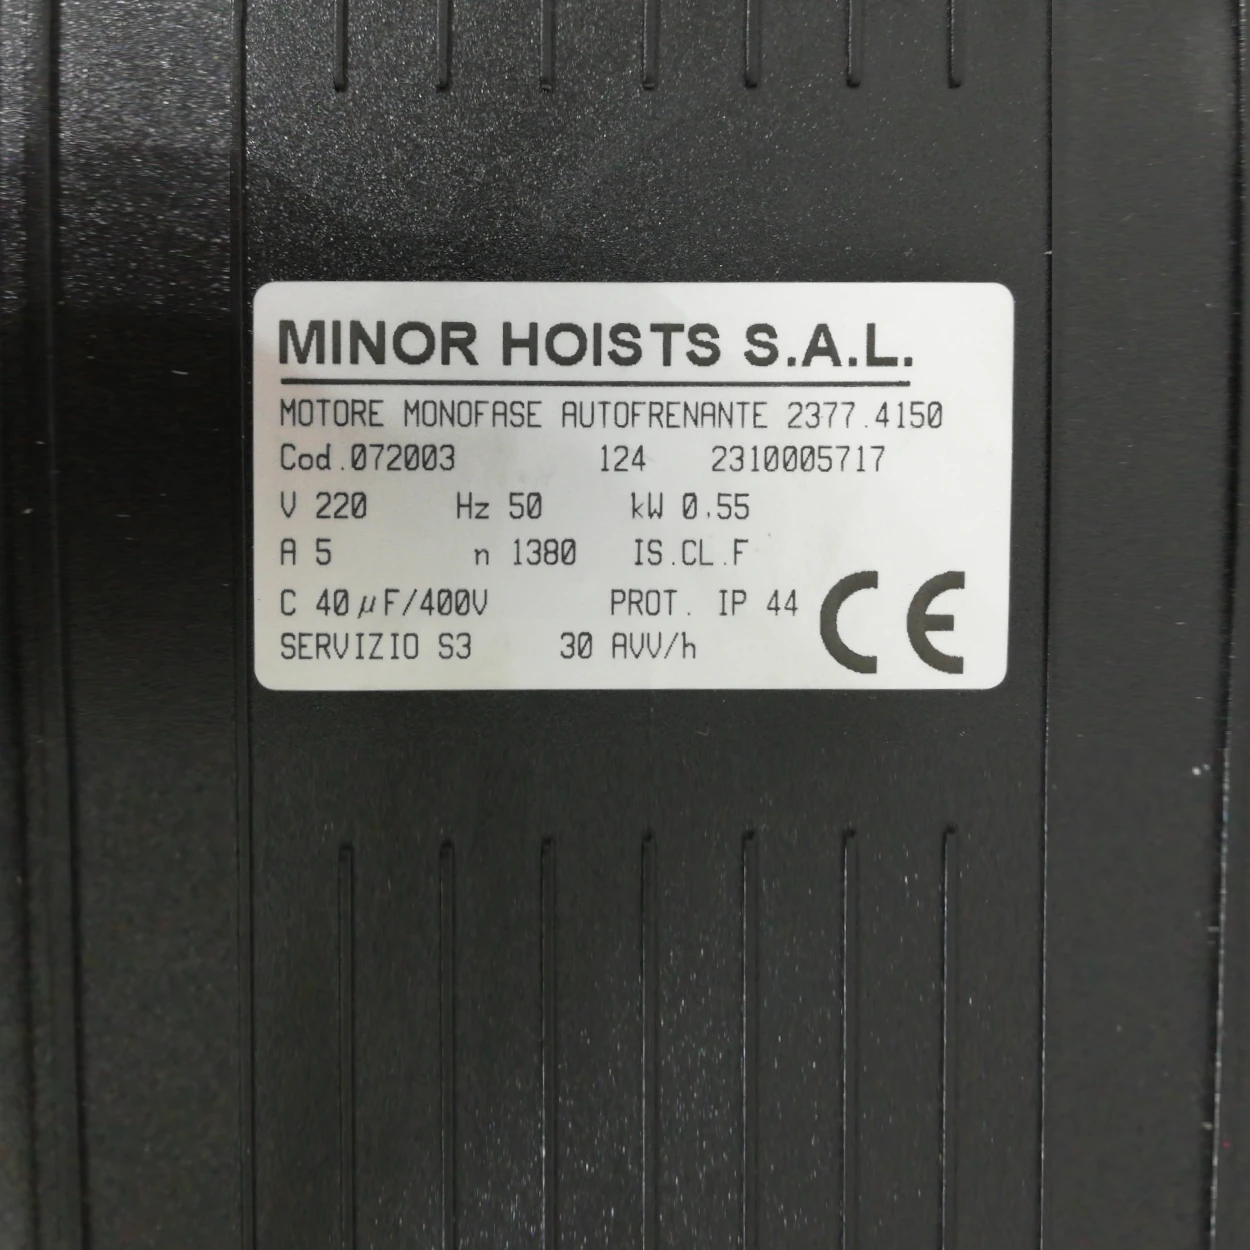 MINOR HOISTS S.A.L.
MOTORE MONOFASE AUTOFRENANTE 2377.4150
Cod.072003 124 2310005717
V 220 Hz 50 kW 0.55
A 5 n 1380 IS.CL.F
C 40µF/400V PROT. IP 44
SERVIZIO S3 30 AVV/h
CE